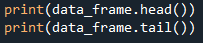 print(data_frame.head())
print(data_frame.tail())